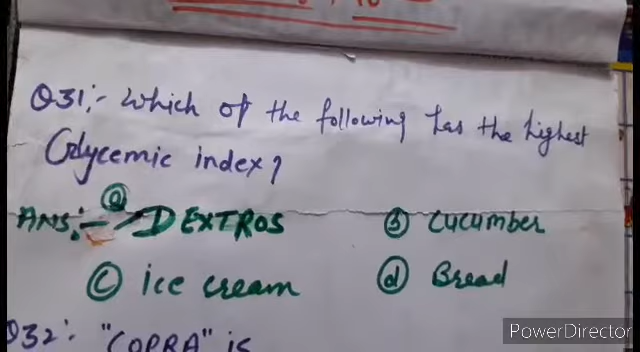 Q31:- Which of the following has the highest
Glycemic index?
Ans:- ⓐ DEXTROS ⓑ Cucumber
ⓒ ice cream ⓓ Bread
Q32:- "COPRA" is
PowerDirector